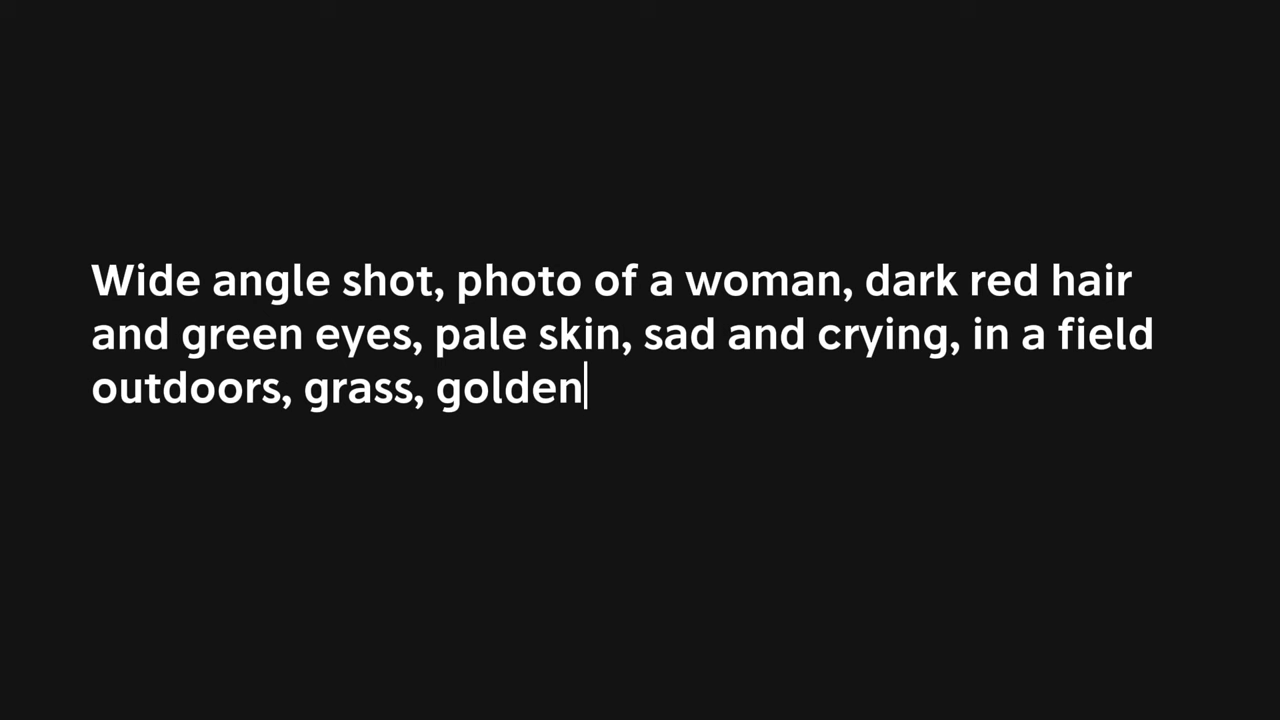 Wide angle shot, photo of a woman, dark red hair
and green eyes, pale skin, sad and crying, in a field
outdoors, grass, golden